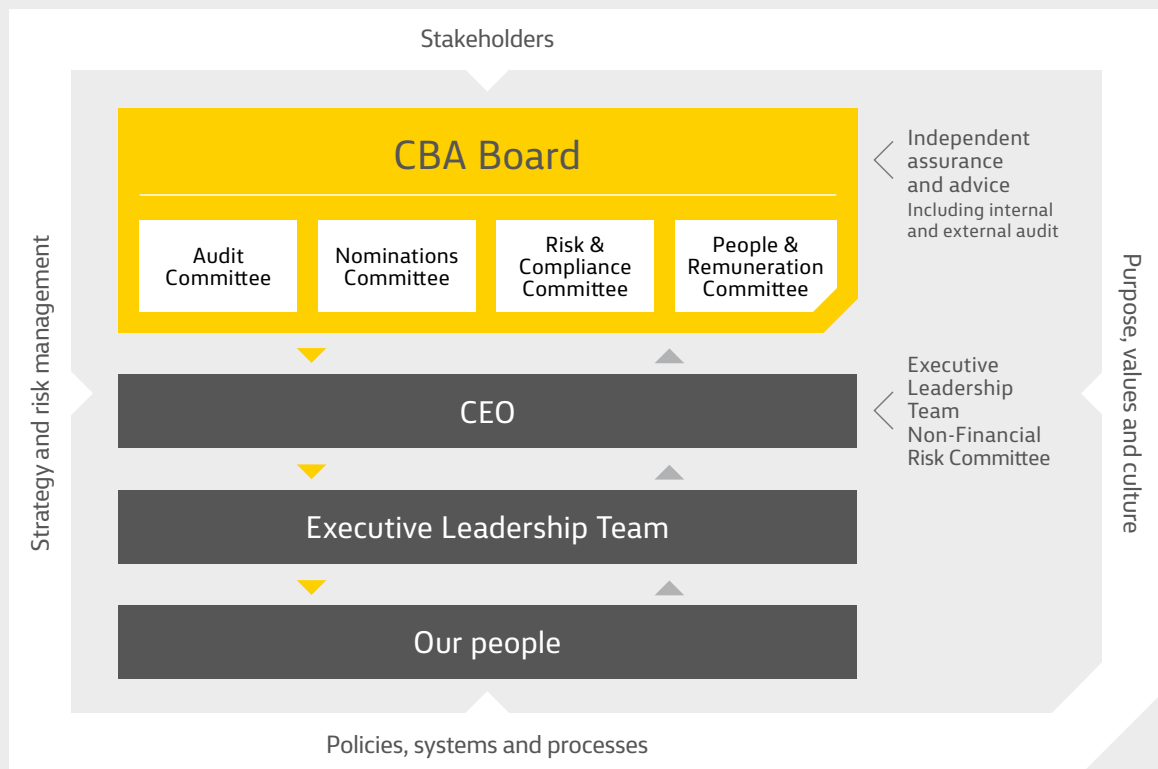 Stakeholders
CBA Board
Independent
assurance
and advice
Including internal
and external audit
Audit
Committee
Nominations
Committee
Risk &
Compliance
Committee
People &
Remuneration
Committee
Strategy and risk management
Purpose, values and culture
CEO
Executive
Leadership
Team
Non-Financial
Risk Committee
Executive Leadership Team
Our people
Policies, systems and processes